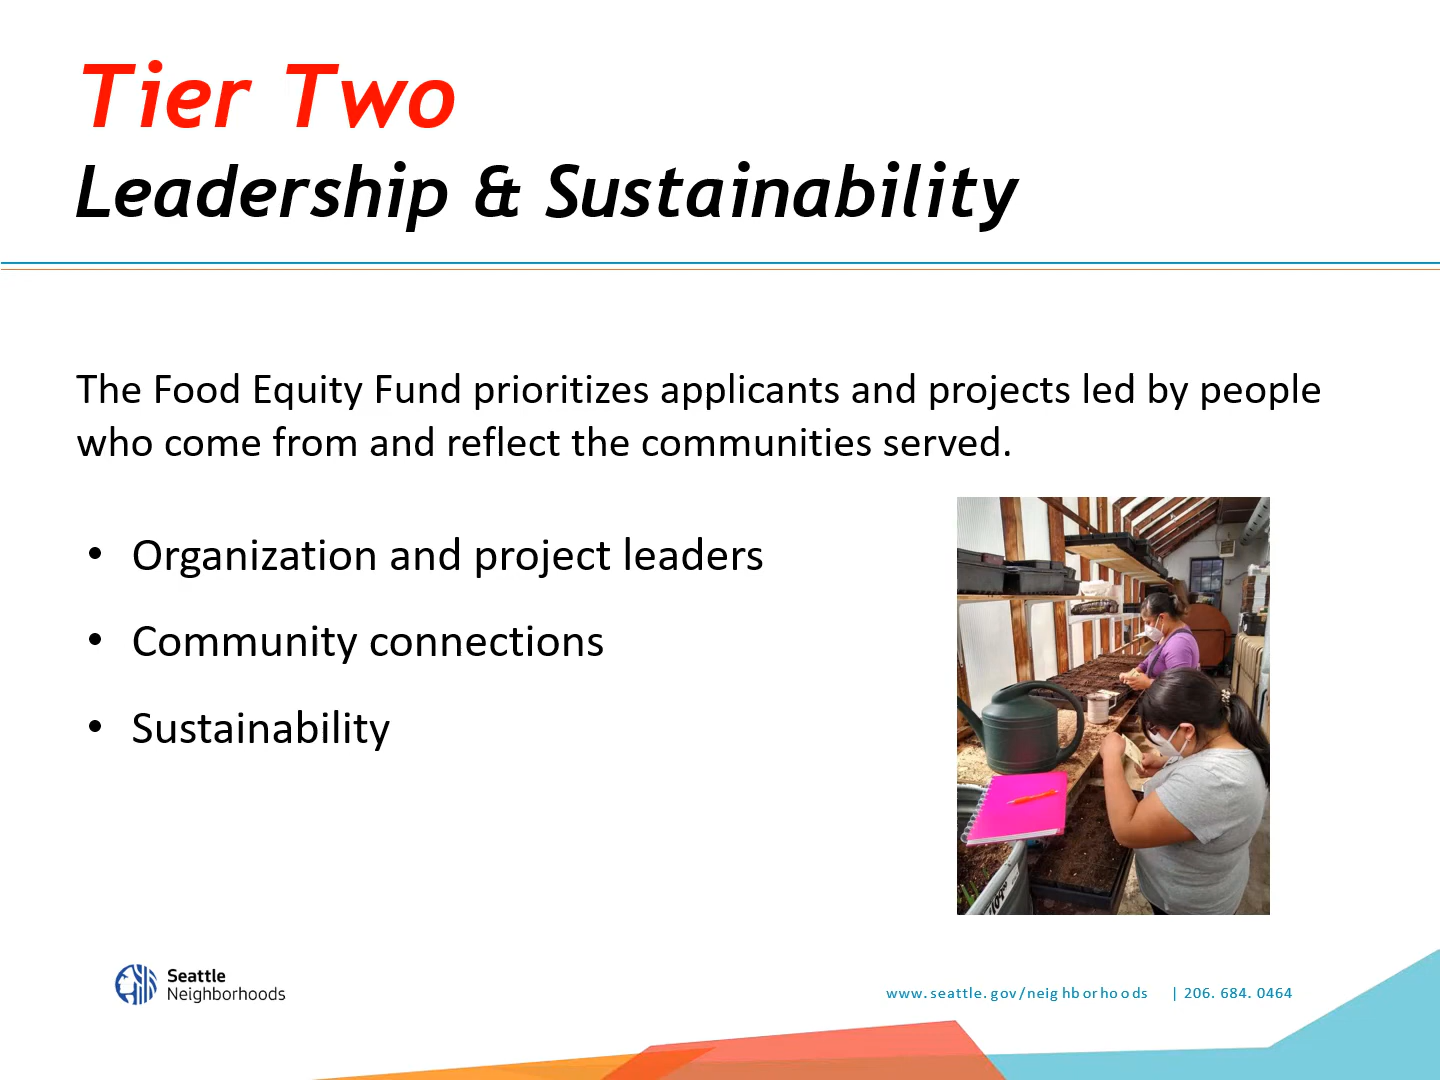 Tier Two
Leadership & Sustainability
The Food Equity Fund prioritizes applicants and projects led by people
who come from and reflect the communities served.
• Organization and project leaders
• Community connections
• Sustainability
Seattle
Neighborhoods
www.seattle.gov/neighborhoods | 206. 684. 0464